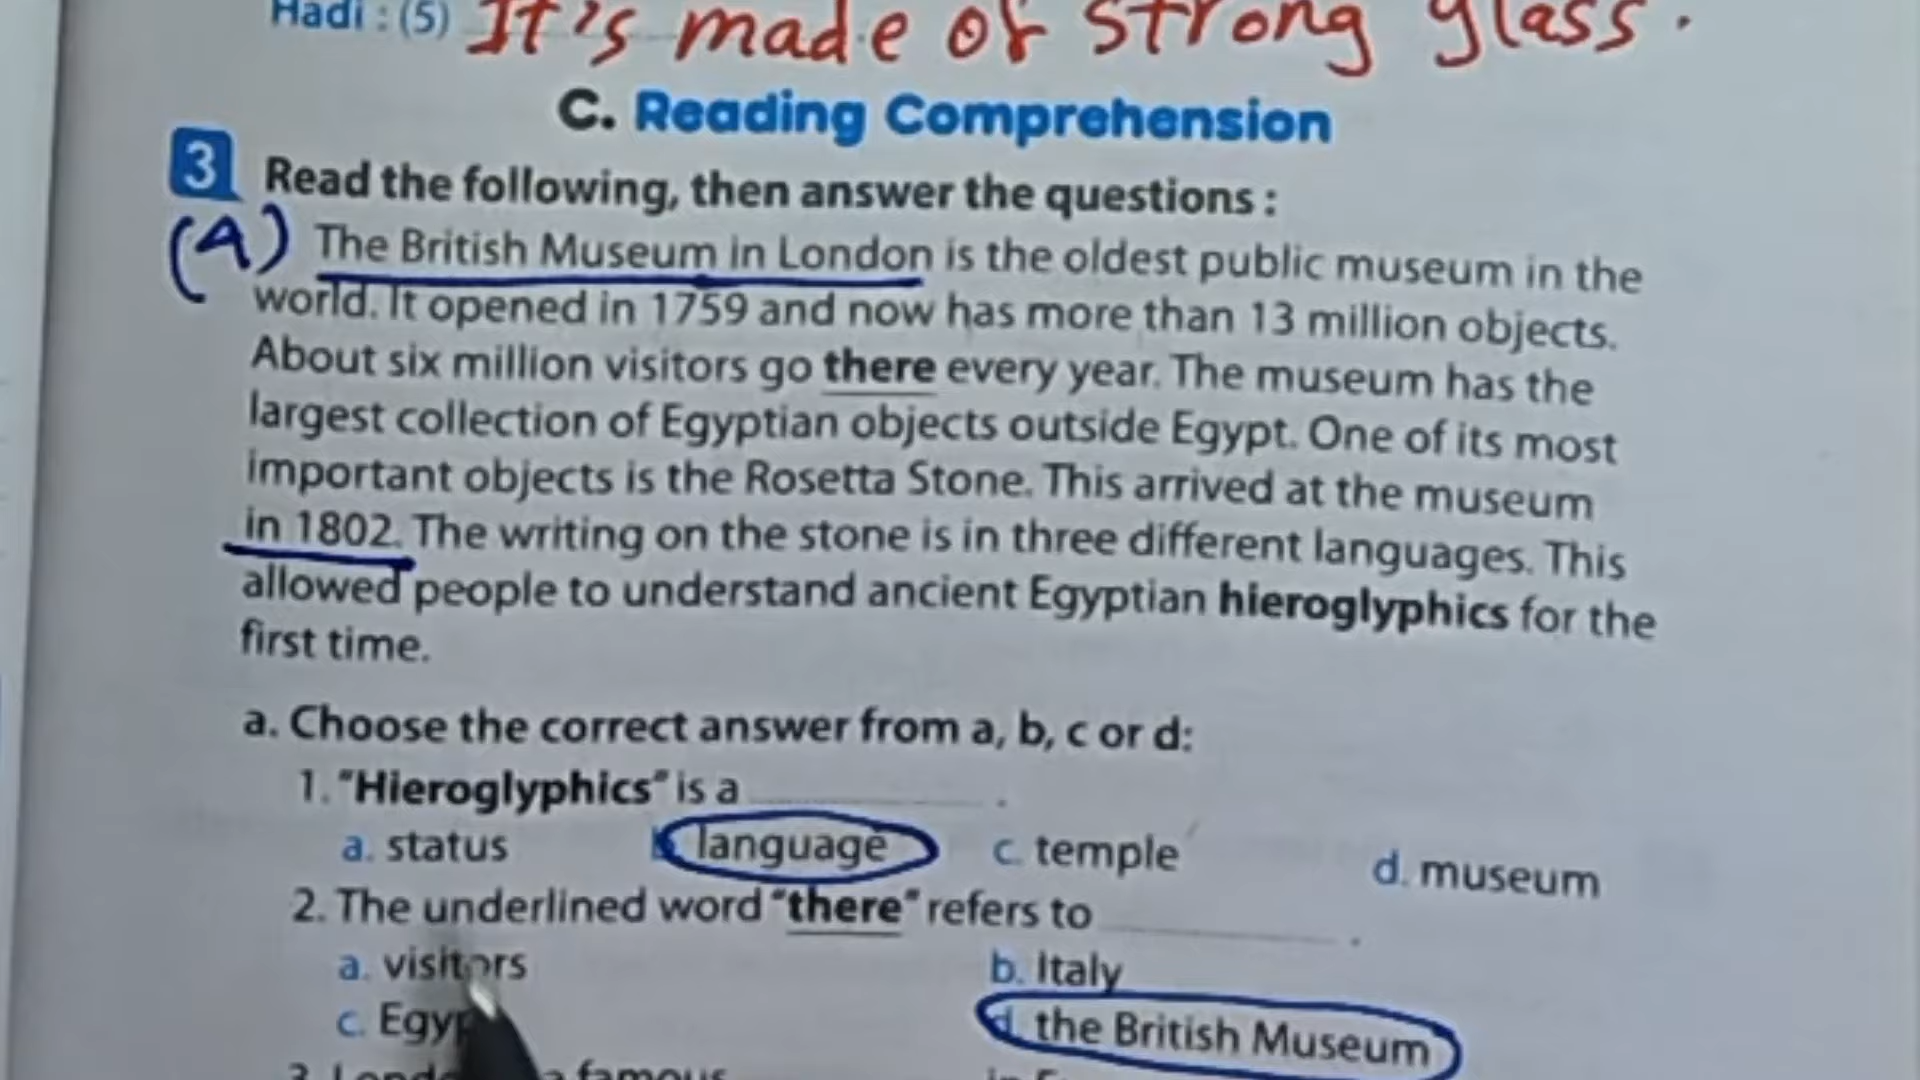 Hadi : (5) It's made of strong glass.
C. Reading Comprehension
3 Read the following, then answer the questions :
(A) The British Museum in London is the oldest public museum in the
world. It opened in 1759 and now has more than 13 million objects.
About six million visitors go there every year. The museum has the
largest collection of Egyptian objects outside Egypt. One of its most
important objects is the Rosetta Stone. This arrived at the museum
in 1802. The writing on the stone is in three different languages. This
allowed people to understand ancient Egyptian hieroglyphics for the
first time.
a. Choose the correct answer from a, b, c or d:
1. "Hieroglyphics" is a .
a. status b. language c. temple d. museum
2. The underlined word "there" refers to .
a. visitors b. Italy
c. d. the British Museum
3. famous